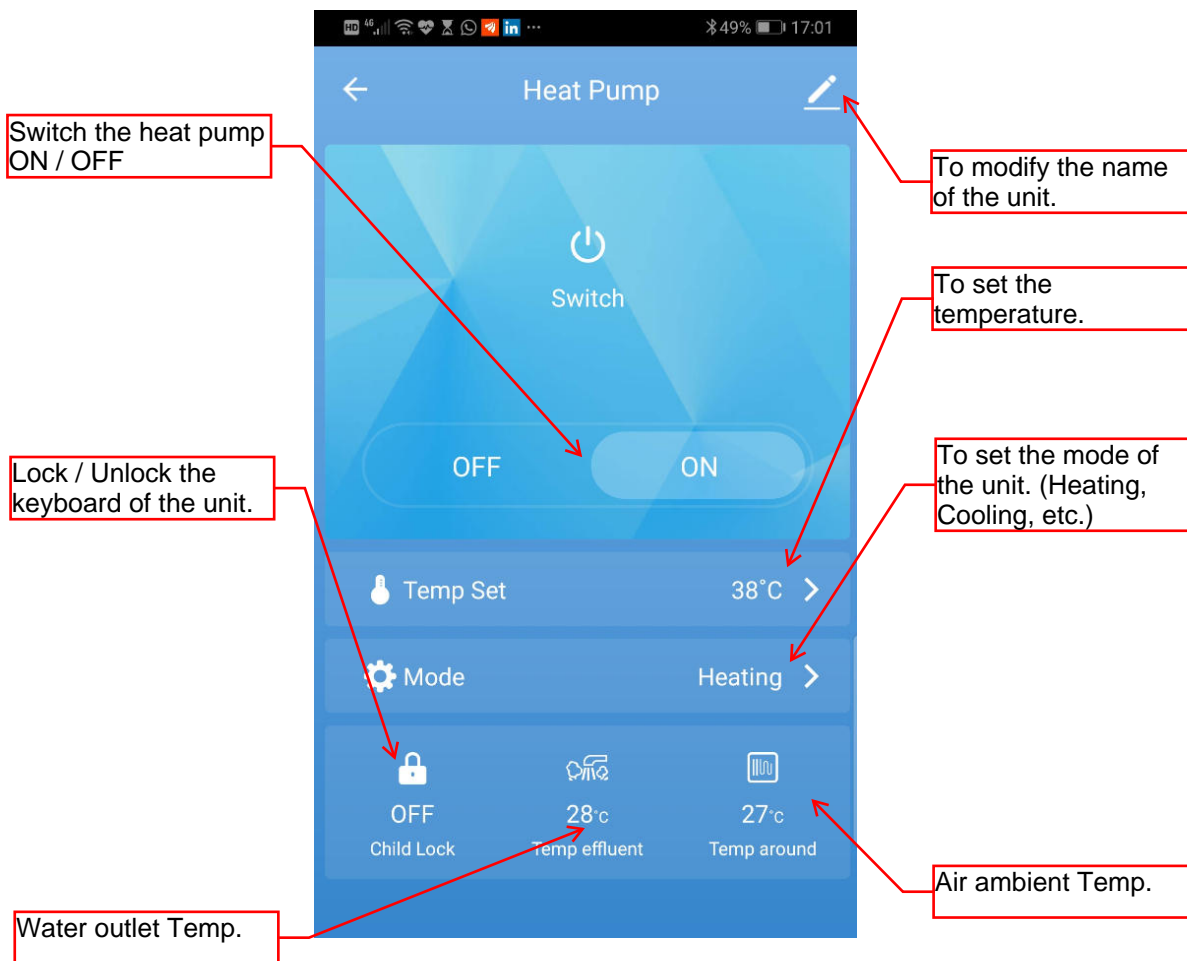 HD 46 in ... 49% 17:01
Heat Pump
Switch the heat pump
ON / OFF
To modify the name
of the unit.
Switch
To set the
temperature.
OFF ON
Lock / Unlock the
keyboard of the unit.
To set the mode of
the unit. (Heating,
Cooling, etc.)
Temp Set 38°C
Mode Heating
OFF 28°C 27°C
Child Lock Temp effluent Temp around
Air ambient Temp.
Water outlet Temp.